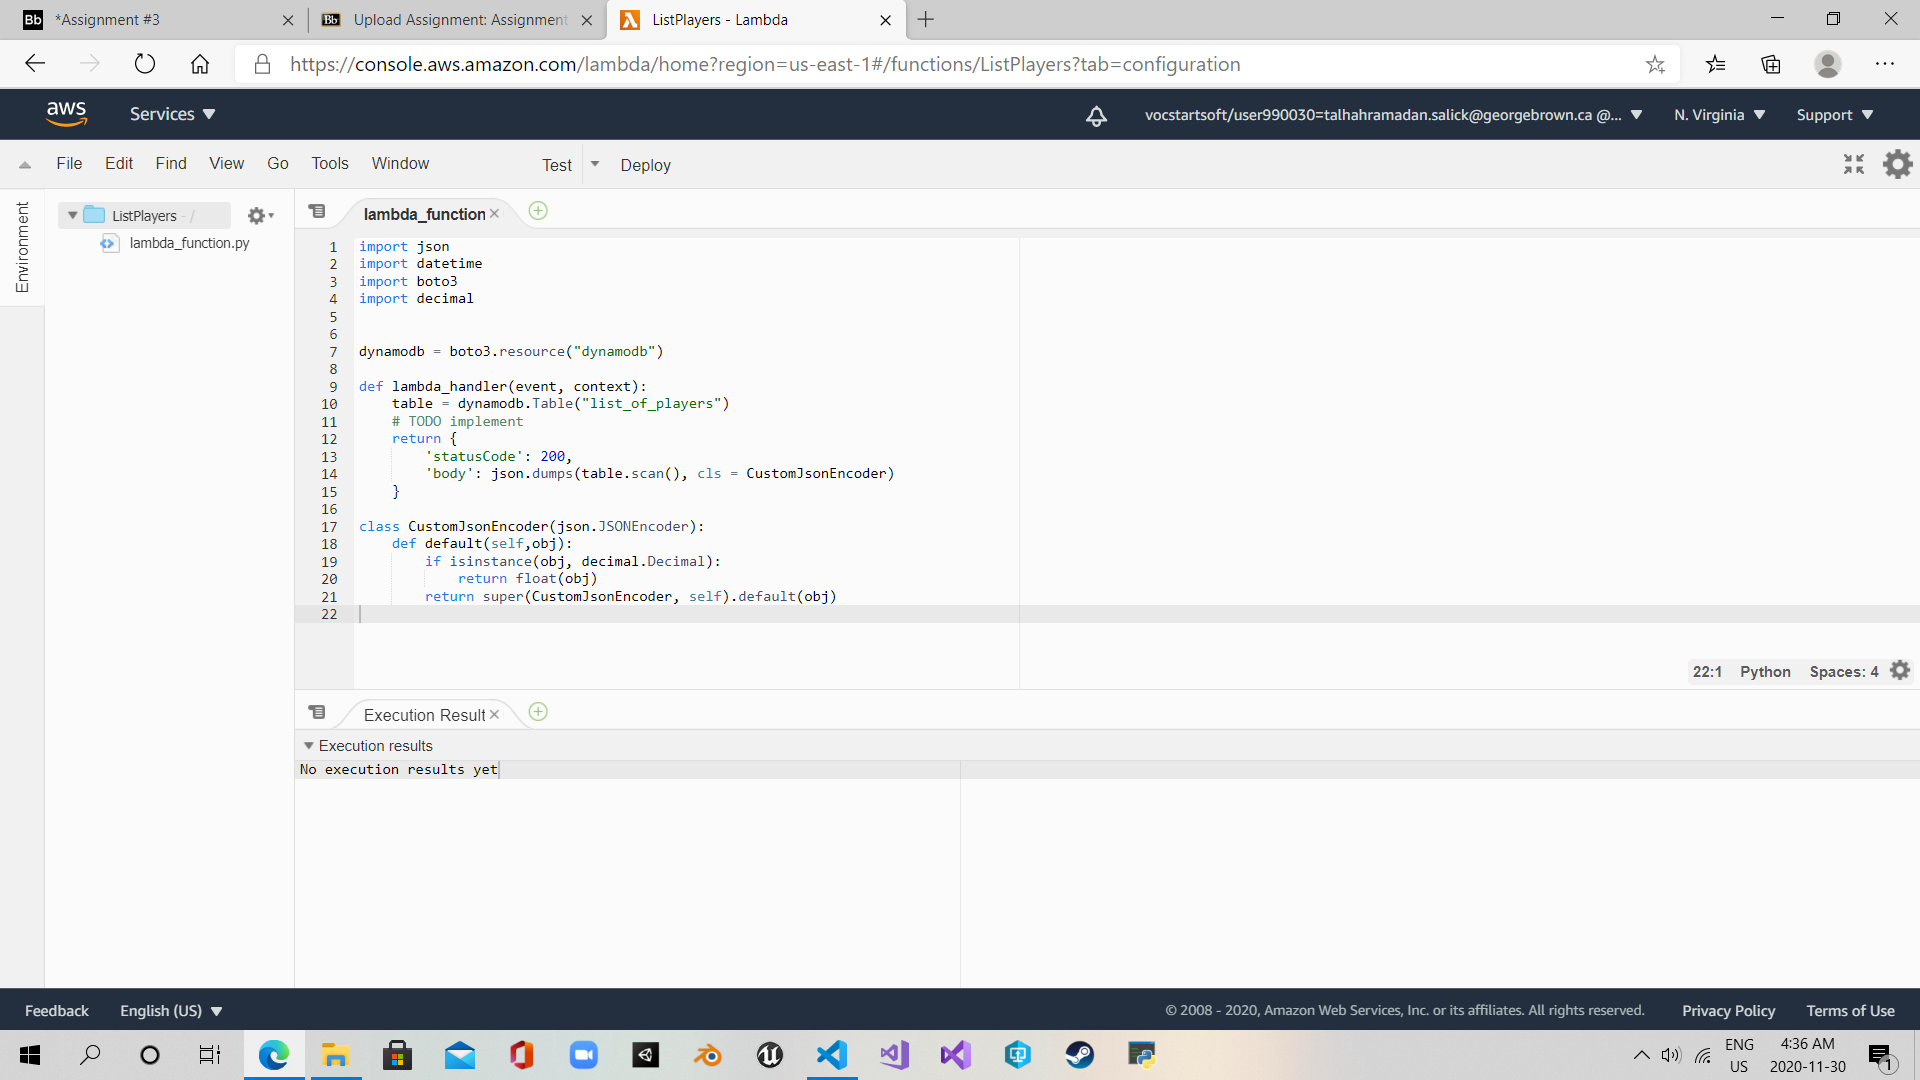 *Assignment #3
Upload Assignment: Assignment
ListPlayers - Lambda
https://console.aws.amazon.com/lambda/home?region=us-east-1#/functions/ListPlayers?tab=configuration
aws
Services
vocstartsoft/user990030=talhahramadan.salick@georgebrown.ca @...
N. Virginia
Support
File Edit Find View Go Tools Window Test Deploy
Environment
ListPlayers - /
lambda_function.py
lambda_function
1 import json
2 import datetime
3 import boto3
4 import decimal
5
6
7 dynamodb = boto3.resource("dynamodb")
8
9 def lambda_handler(event, context):
10     table = dynamodb.Table("list_of_players")
11     # TODO implement
12     return {
13         'statusCode': 200,
14         'body': json.dumps(table.scan(), cls = CustomJsonEncoder)
15     }
16
17 class CustomJsonEncoder(json.JSONEncoder):
18     def default(self,obj):
19         if isinstance(obj, decimal.Decimal):
20             return float(obj)
21         return super(CustomJsonEncoder, self).default(obj)
22
22:1 Python Spaces: 4
Execution Result
Execution results
No execution results yet
Feedback English (US)
© 2008 - 2020, Amazon Web Services, Inc. or its affiliates. All rights reserved. Privacy Policy Terms of Use
ENG
US
4:36 AM
2020-11-30
1